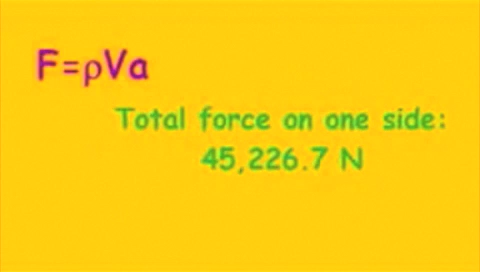 F=ρVa
Total force on one side:
45,226.7 N